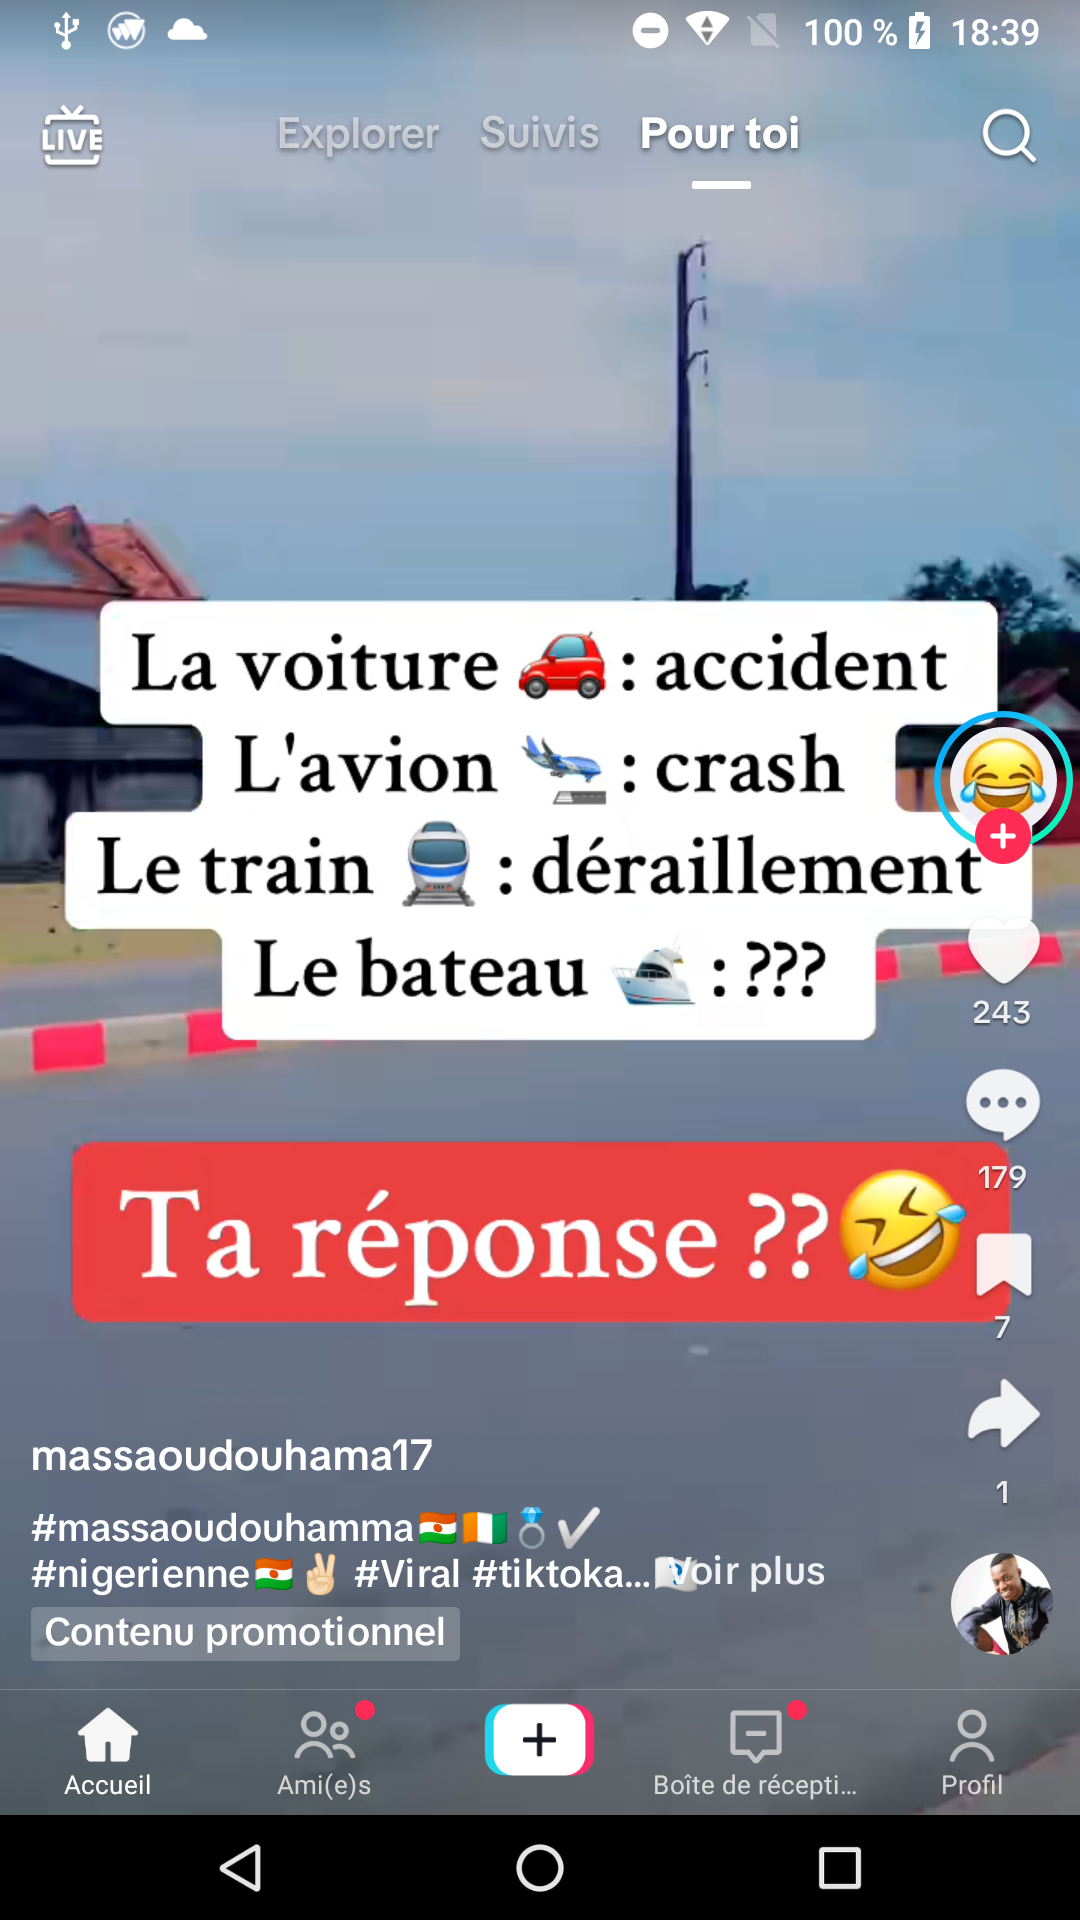 100 % 18:39
LIVE Explorer Suivis Pour toi
La voiture 🚗 : accident
L'avion 🛬 : crash
Le train 🚆 : déraillement
Le bateau 🛥️ : ???
Ta réponse ??🤣
243
179
7
1
massaoudouhama17
#massaoudouhamma🇳🇪🇨🇮💍✔️
#nigerienne🇳🇪✌🏻 #Viral #tiktoka... Voir plus
Contenu promotionnel
Accueil Ami(e)s Boîte de récepti... Profil